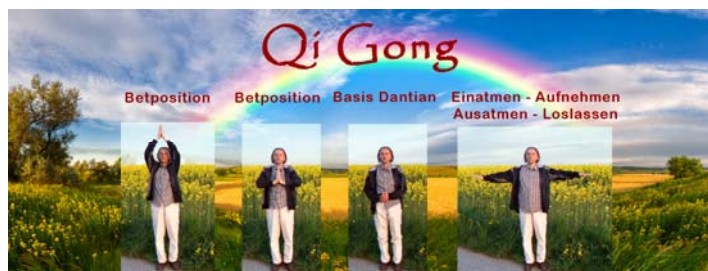 Qi Gong
Betposition
Betposition
Basis Dantian
Einatmen - Aufnehmen
Ausatmen - Loslassen